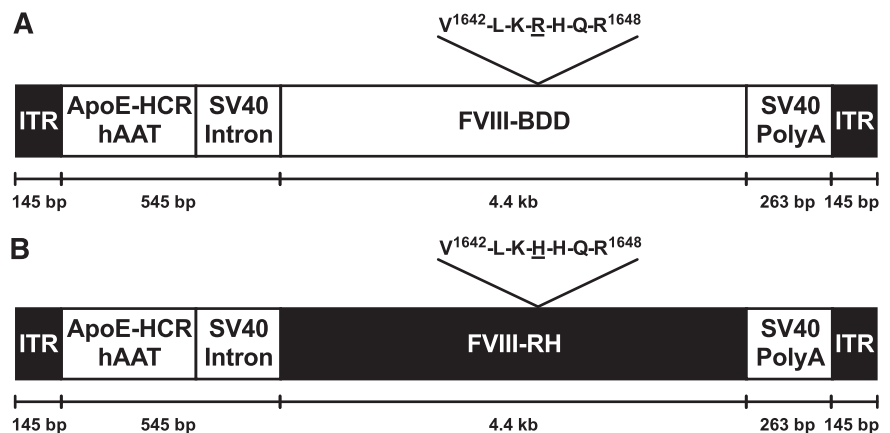 A
V1642-L-K-R-H-Q-R1648
ITR
ApoE-HCR
hAAT
SV40
Intron
FVIII-BDD
SV40
PolyA
ITR
145 bp 545 bp 4.4 kb 263 bp 145 bp
B
V1642-L-K-H-H-Q-R1648
ITR
ApoE-HCR
hAAT
SV40
Intron
FVIII-RH
SV40
PolyA
ITR
145 bp 545 bp 4.4 kb 263 bp 145 bp